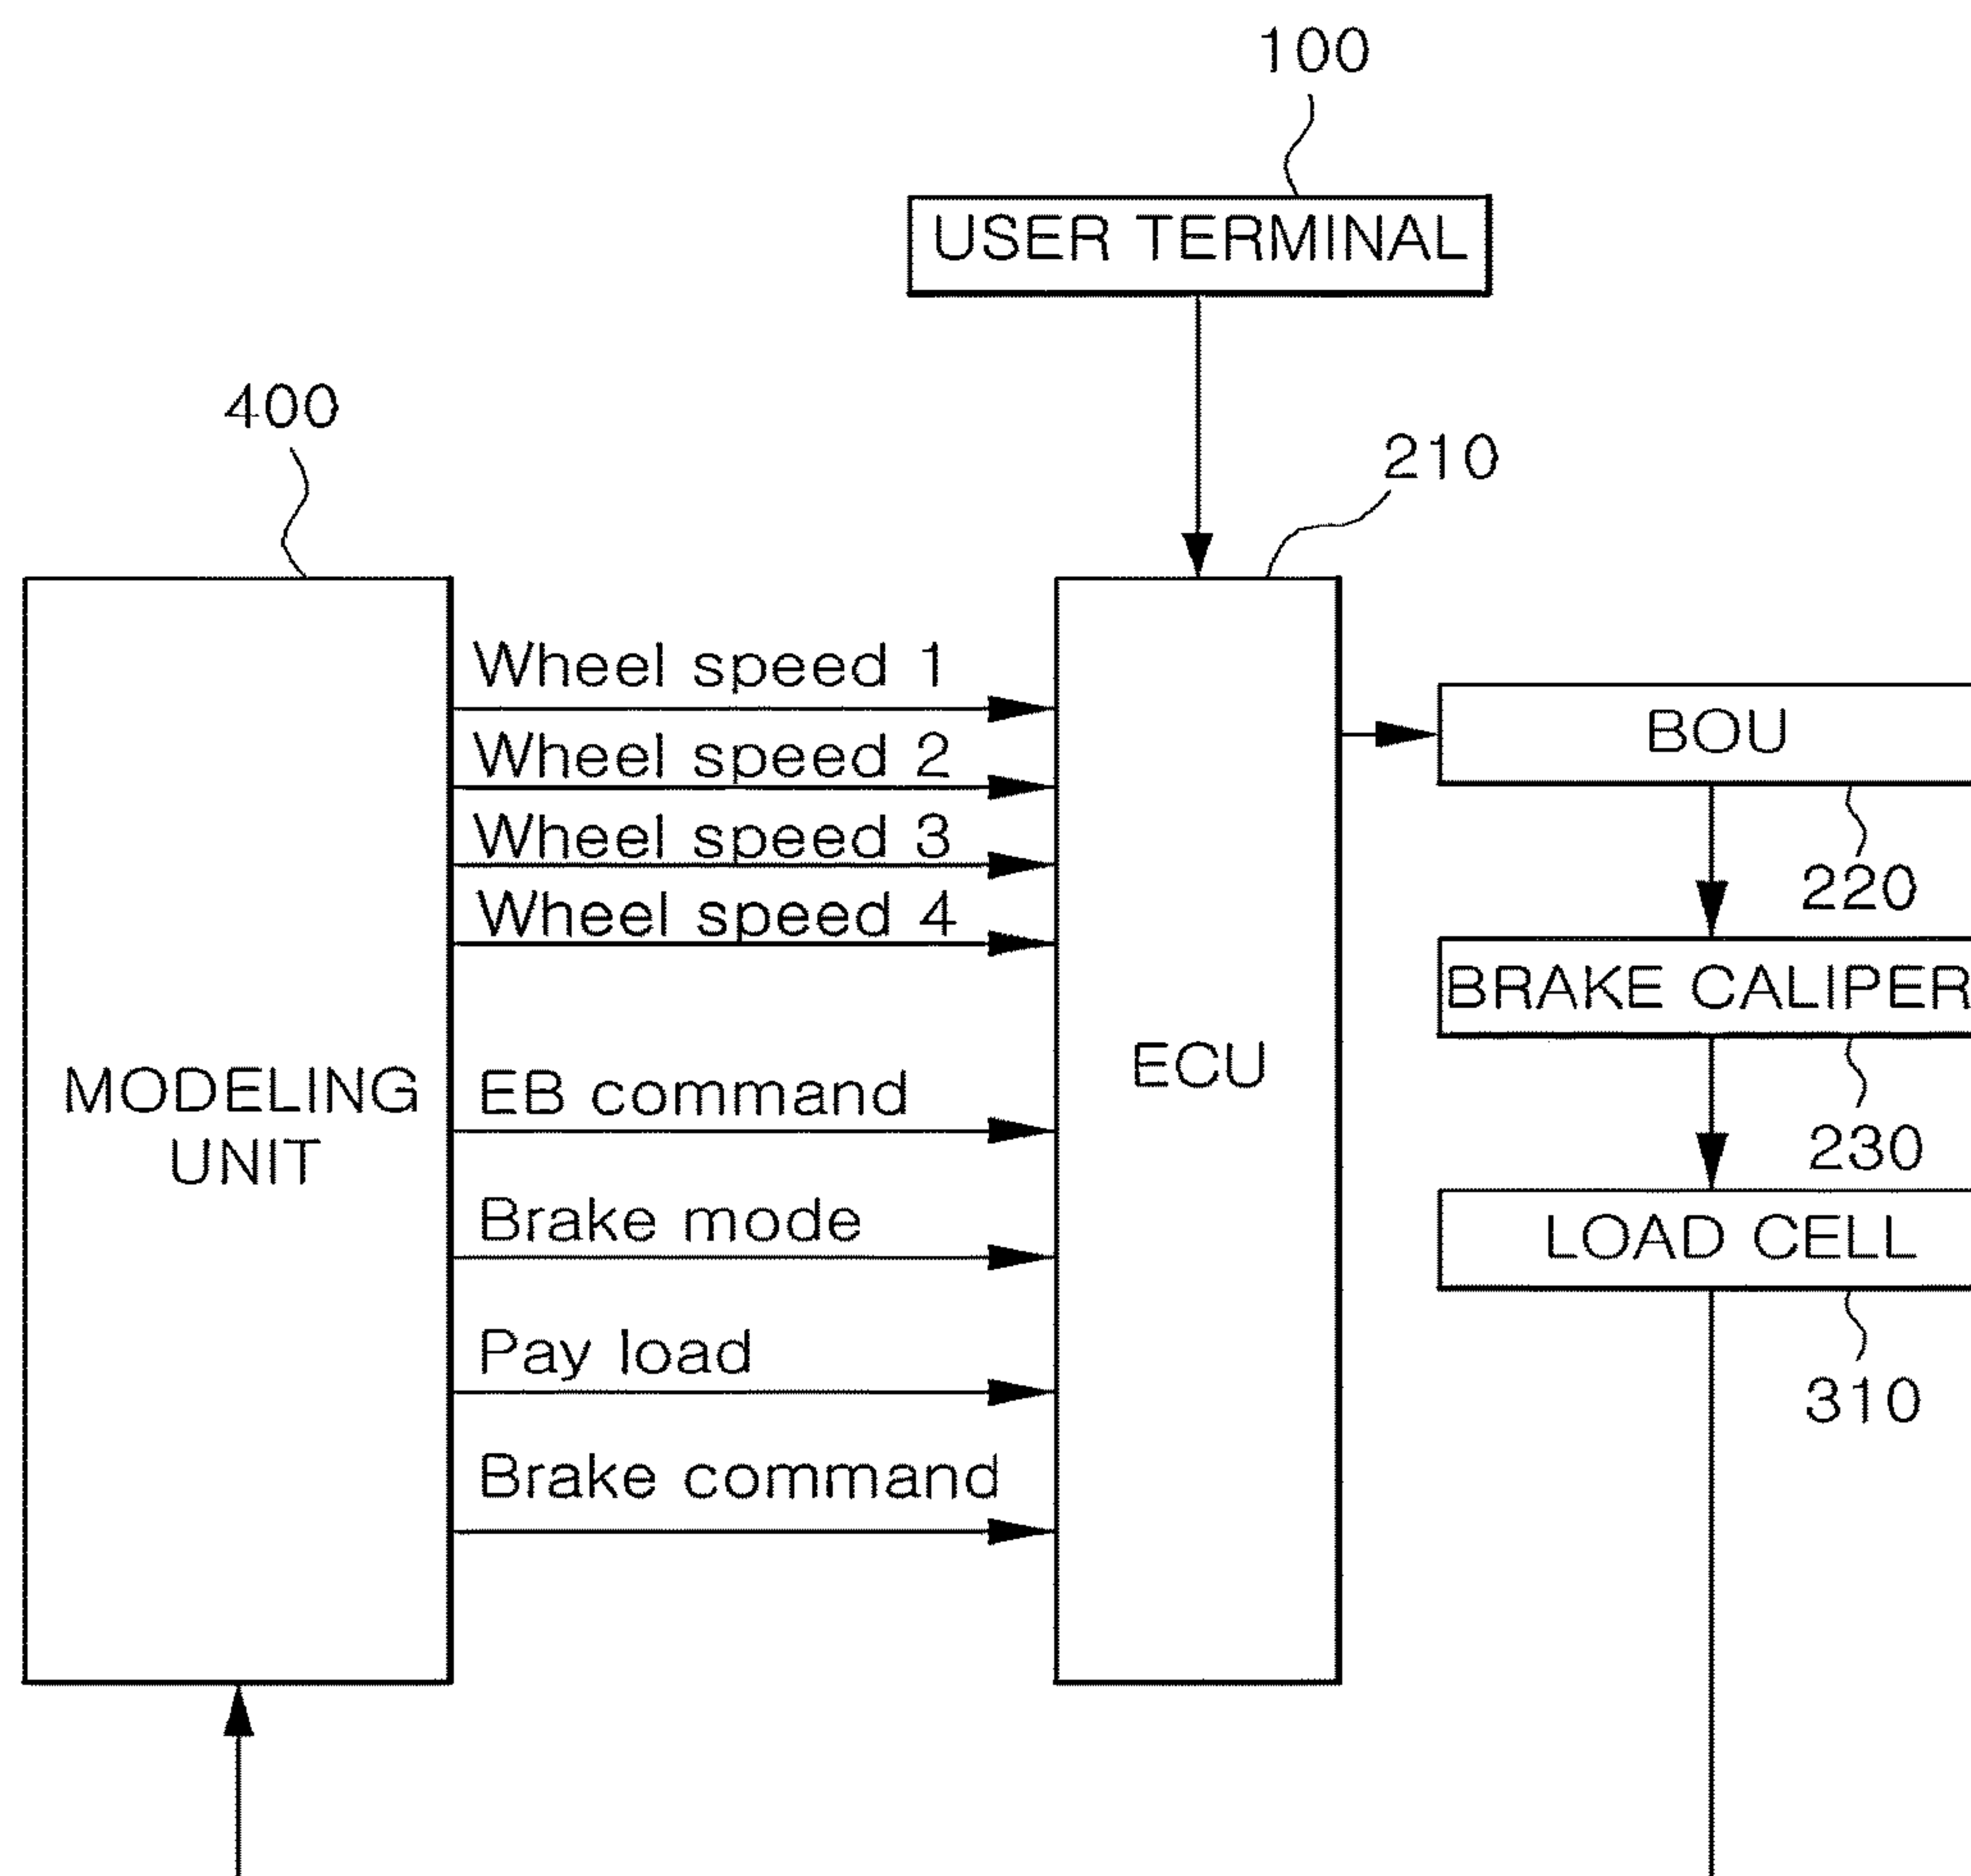 100
USER TERMINAL
400
210
Wheel speed 1
Wheel speed 2
Wheel speed 3
Wheel speed 4
EB command
Brake mode
Pay load
Brake command
MODELING
UNIT
ECU
BOU
220
BRAKE CALIPER
230
LOAD CELL
310